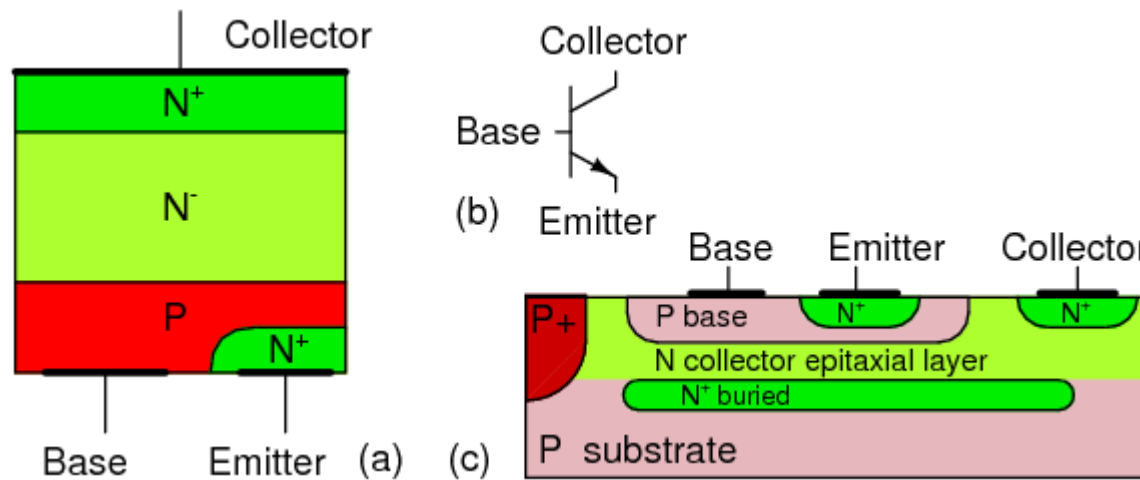 Collector
N⁺
N⁻
P
N⁺
Base Emitter (a)
Collector
Base
Emitter
(b)
Base Emitter Collector
P+ P base N⁺ N⁺
N collector epitaxial layer
N⁺ buried
P substrate
(c)